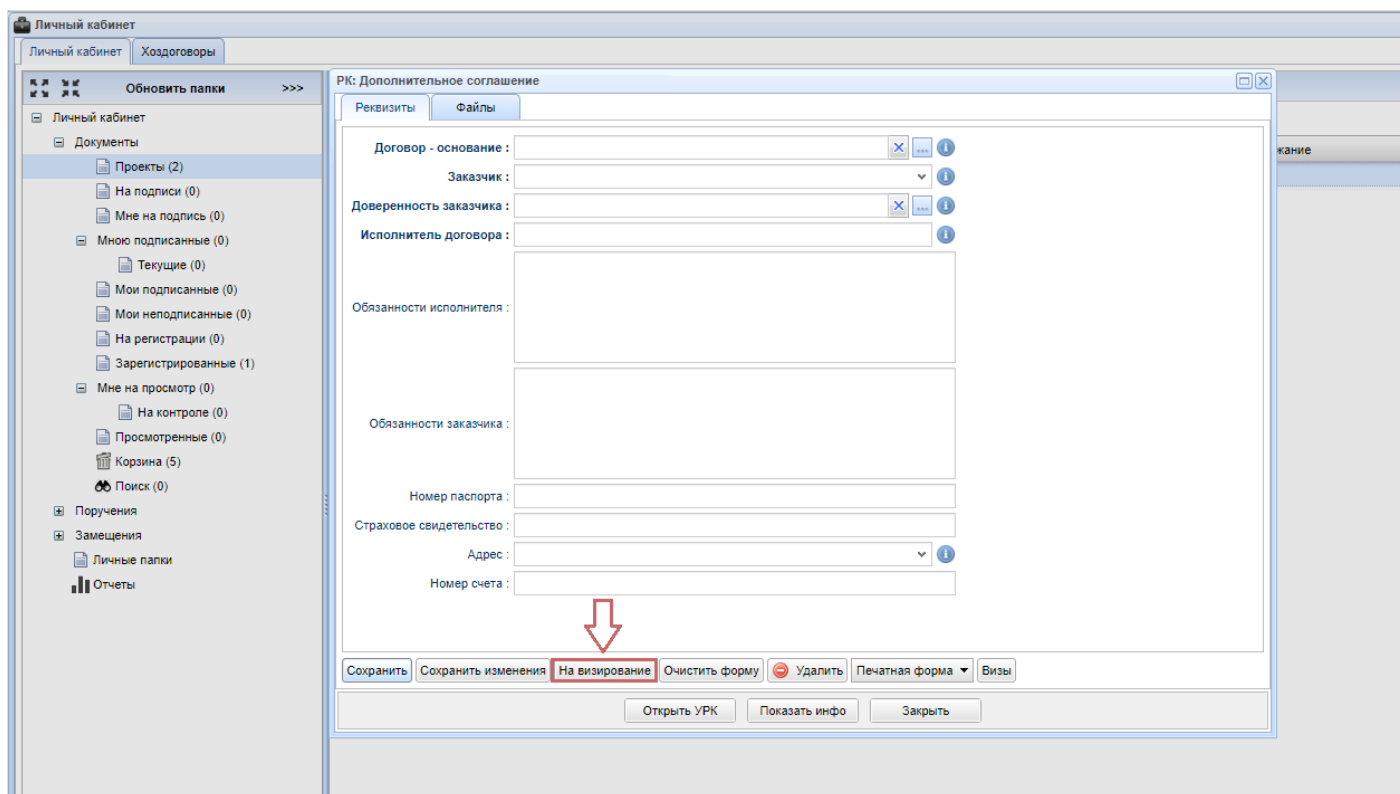 Личный кабинет
Личный кабинет Хоздоговоры
Обновить папки >>>
Личный кабинет
Документы
Проекты (2)
На подписи (0)
Мне на подпись (0)
Мною подписанные (0)
Текущие (0)
Мои подписанные (0)
Мои неподписанные (0)
На регистрации (0)
Зарегистрированные (1)
Мне на просмотр (0)
На контроле (0)
Просмотренные (0)
Корзина (5)
Поиск (0)
Поручения
Замещения
Личные папки
Отчеты
РК: Дополнительное соглашение
Реквизиты Файлы
Договор - основание :
Заказчик :
Доверенность заказчика :
Исполнитель договора :
Обязанности исполнителя :
Обязанности заказчика :
Номер паспорта :
Страховое свидетельство :
Адрес :
Номер счета :
Сохранить Сохранить изменения На визирование Очистить форму Удалить Печатная форма Визы
Открыть УРК Показать инфо Закрыть
жание